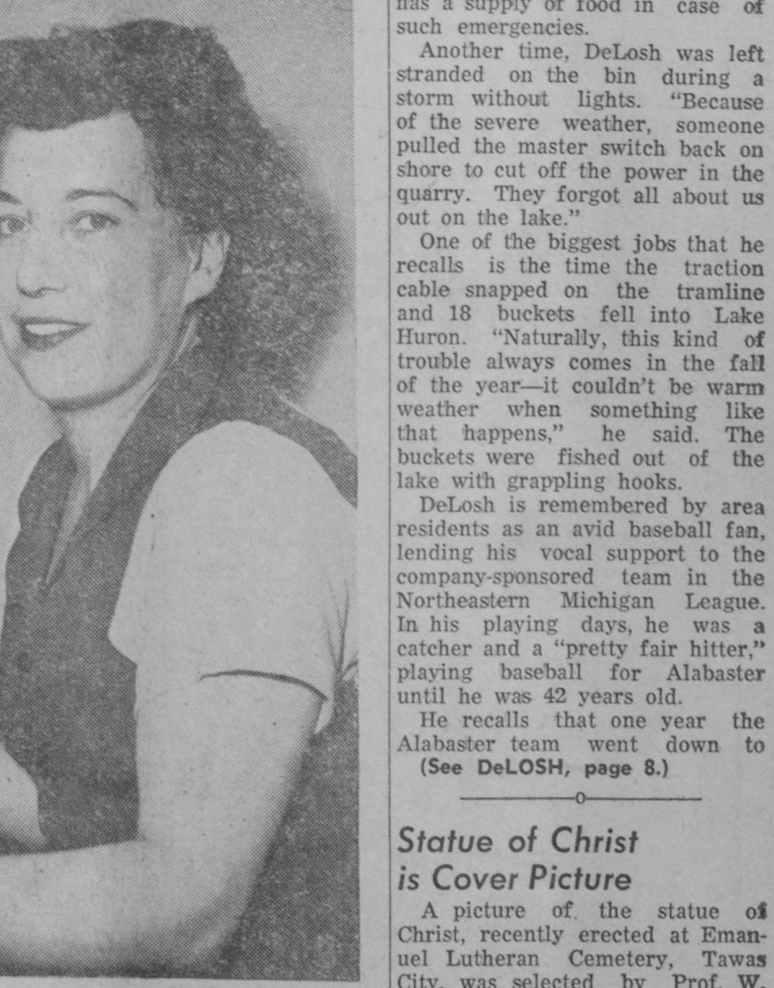 has a supply of food in case of
such emergencies.
Another time, DeLosh was left
stranded on the bin during a
storm without lights. “Because
of the severe weather, someone
pulled the master switch back on
shore to cut off the power in the
quarry. They forgot all about us
out on the lake.”
One of the biggest jobs that he
recalls is the time the traction
cable snapped on the tramline
and 18 buckets fell into Lake
Huron. “Naturally, this kind of
trouble always comes in the fall
of the year—it couldn’t be warm
weather when something like
that happens,” he said. The
buckets were fished out of the
lake with grappling hooks.
DeLosh is remembered by area
residents as an avid baseball fan,
lending his vocal support to the
company-sponsored team in the
Northeastern Michigan League.
In his playing days, he was a
catcher and a “pretty fair hitter,”
playing baseball for Alabaster
until he was 42 years old.
He recalls that one year the
Alabaster team went down to
(See DeLOSH, page 8.)
Statue of Christ
is Cover Picture
A picture of the statue of
Christ, recently erected at Eman-
uel Lutheran Cemetery, Tawas
City, was selected by Prof. W.